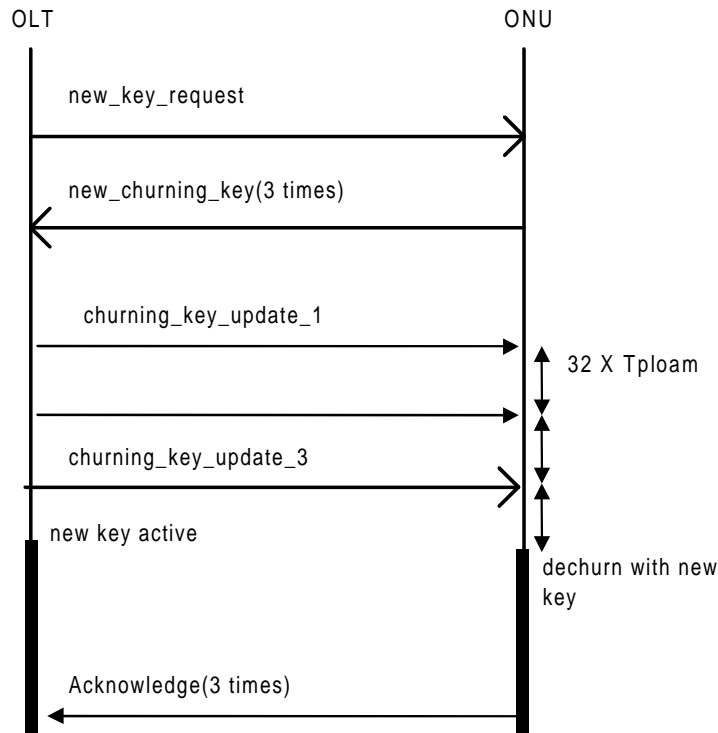 OLT
ONU
new_key_request
new_churning_key(3 times)
churning_key_update_1
32 X Tploam
churning_key_update_3
new key active
dechurn with new
key
Acknowledge(3 times)